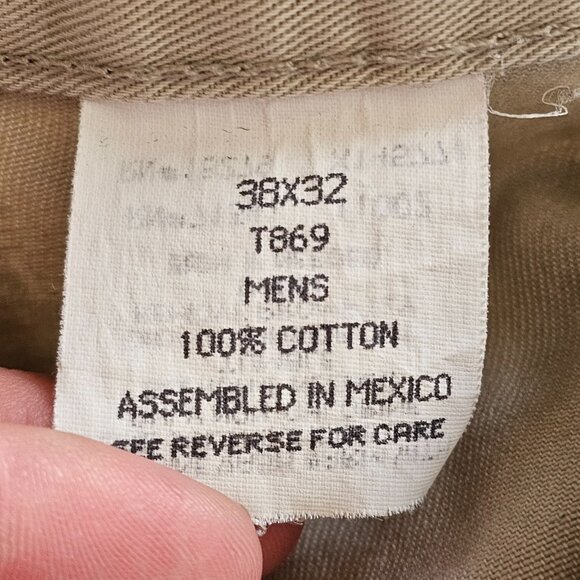 38X32
T869
MENS
100% COTTON
ASSEMBLED IN MEXICO
SEE REVERSE FOR CARE